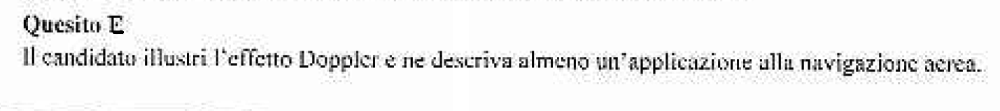 Quesito E
Il candidato illustri l'effetto Doppler e ne descriva almeno un'applicazione alla navigazione aerea.